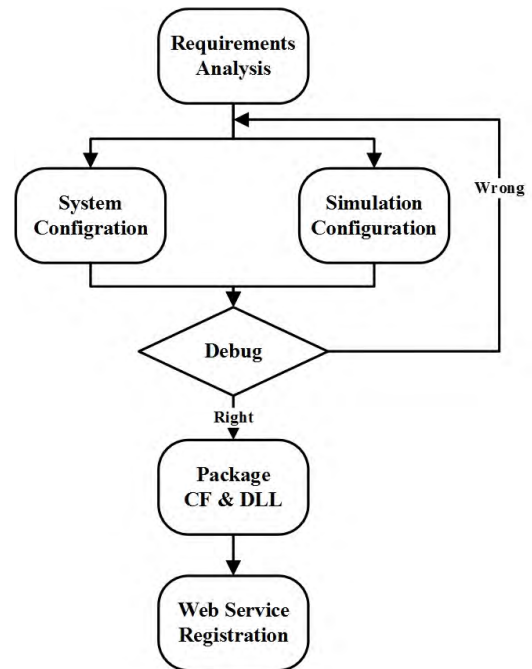 Requirements
Analysis
Wrong
System
Configration
Simulation
Configuration
Debug
Right
Package
CF & DLL
Web Service
Registration